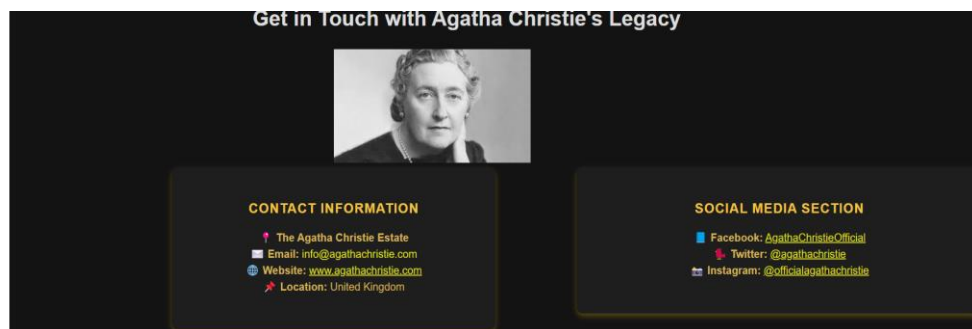 Get in Touch with Agatha Christie's Legacy
CONTACT INFORMATION
The Agatha Christie Estate
Email: info@agathachristie.com
Website: www.agathachristie.com
Location: United Kingdom
SOCIAL MEDIA SECTION
Facebook: AgathaChristieOfficial
Twitter: @agathachristie
Instagram: @officialagathachristie